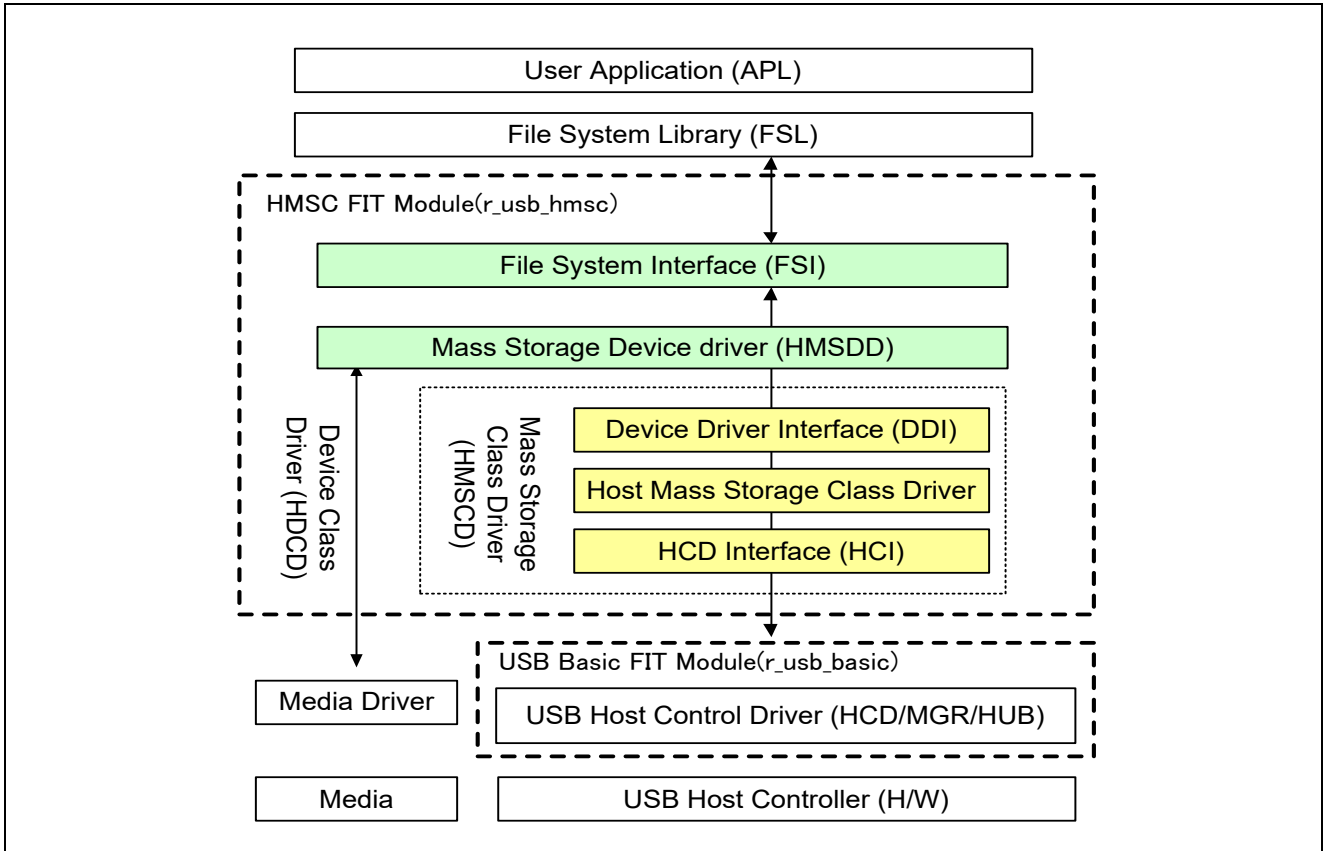 User Application (APL)
File System Library (FSL)
HMSC FIT Module(r_usb_hmsc)
File System Interface (FSI)
Mass Storage Device driver (HMSDD)
Device Class
Driver (HDCD)
Mass Storage
Class Driver
(HMSCD)
Device Driver Interface (DDI)
Host Mass Storage Class Driver
HCD Interface (HCI)
USB Basic FIT Module(r_usb_basic)
Media Driver
USB Host Control Driver (HCD/MGR/HUB)
Media
USB Host Controller (H/W)